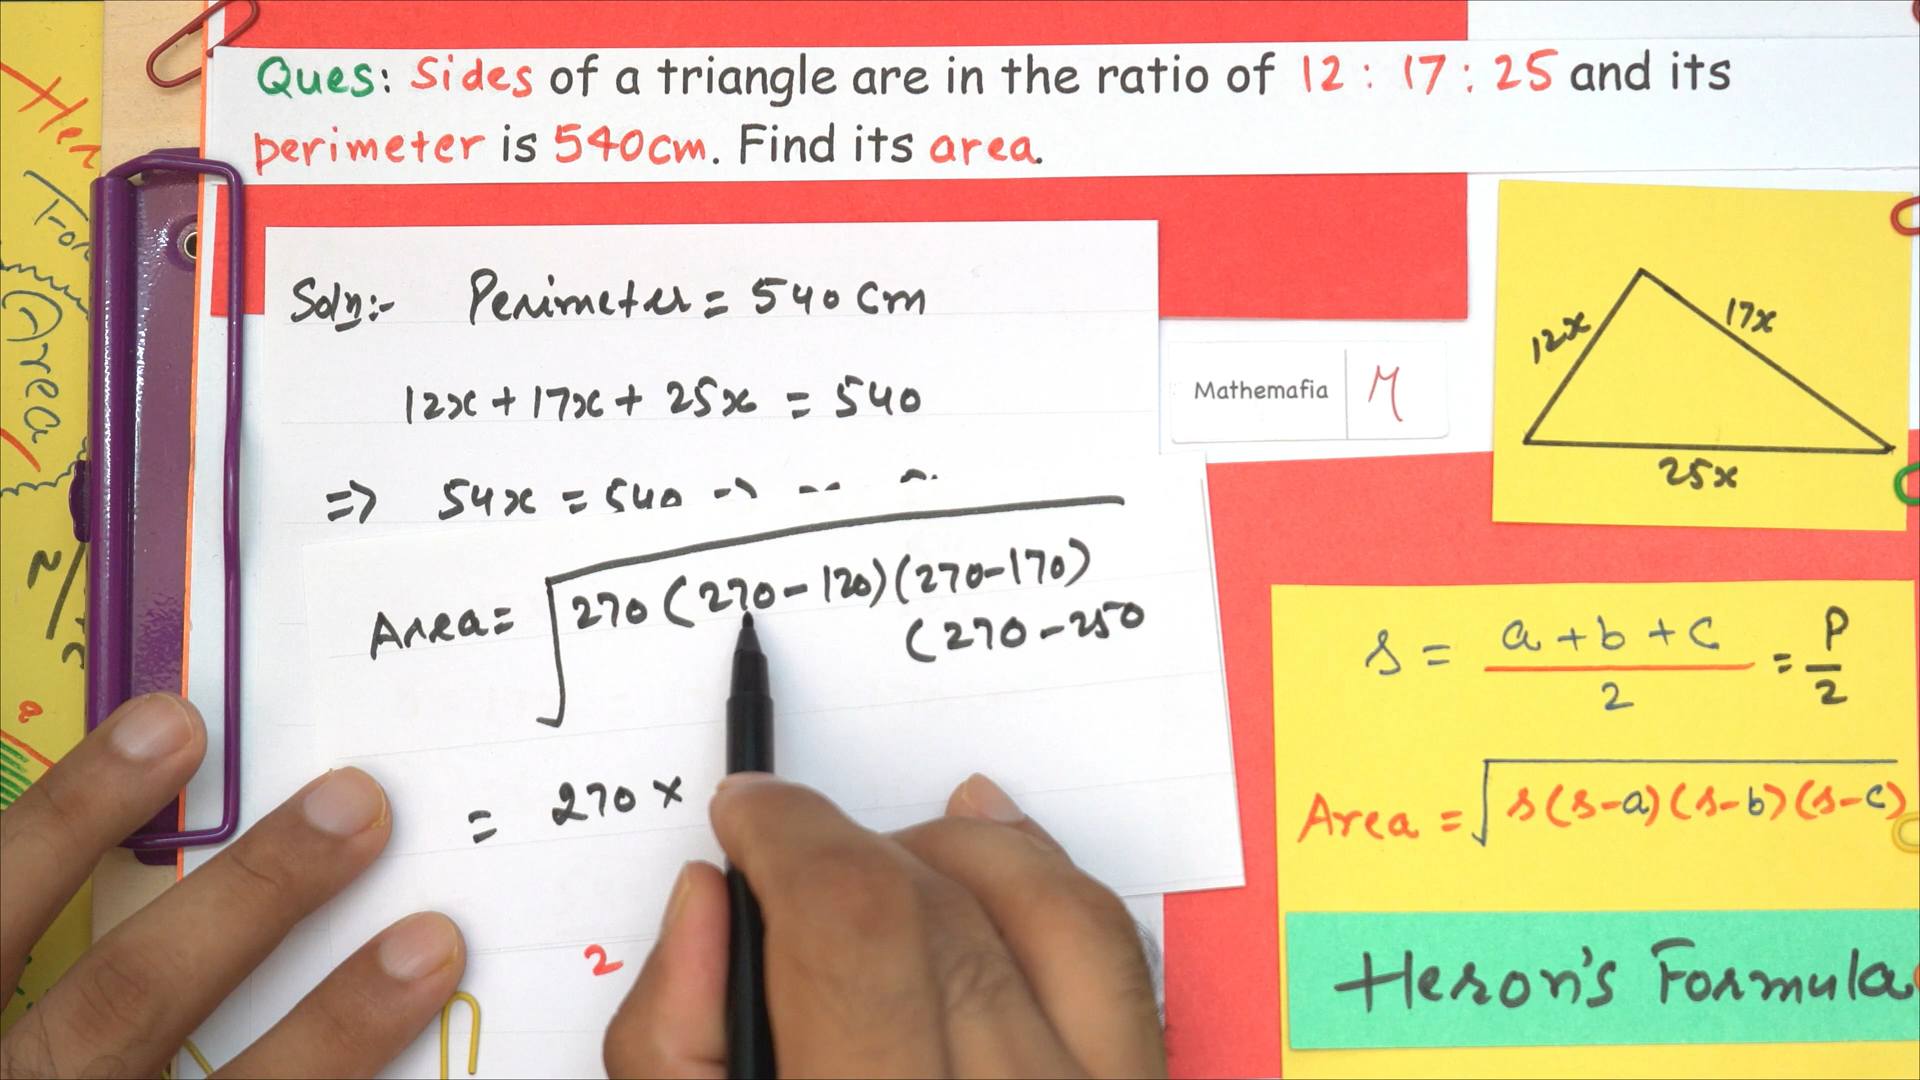 Ques: Sides of a triangle are in the ratio of 12 : 17 : 25 and its
perimeter is 540cm. Find its area.
Soln:- Perimeter = 540 cm
12x + 17x + 25x = 540
=> 54x = 540
Area = √270 (270 - 120) (270 - 170)
(270 - 250
= 270 ×
2
Mathemafia M
12x
17x
25x
s = a + b + c / 2 = P / 2
Area = √s (s-a) (s-b) (s-c)
Heron's Formula
Area